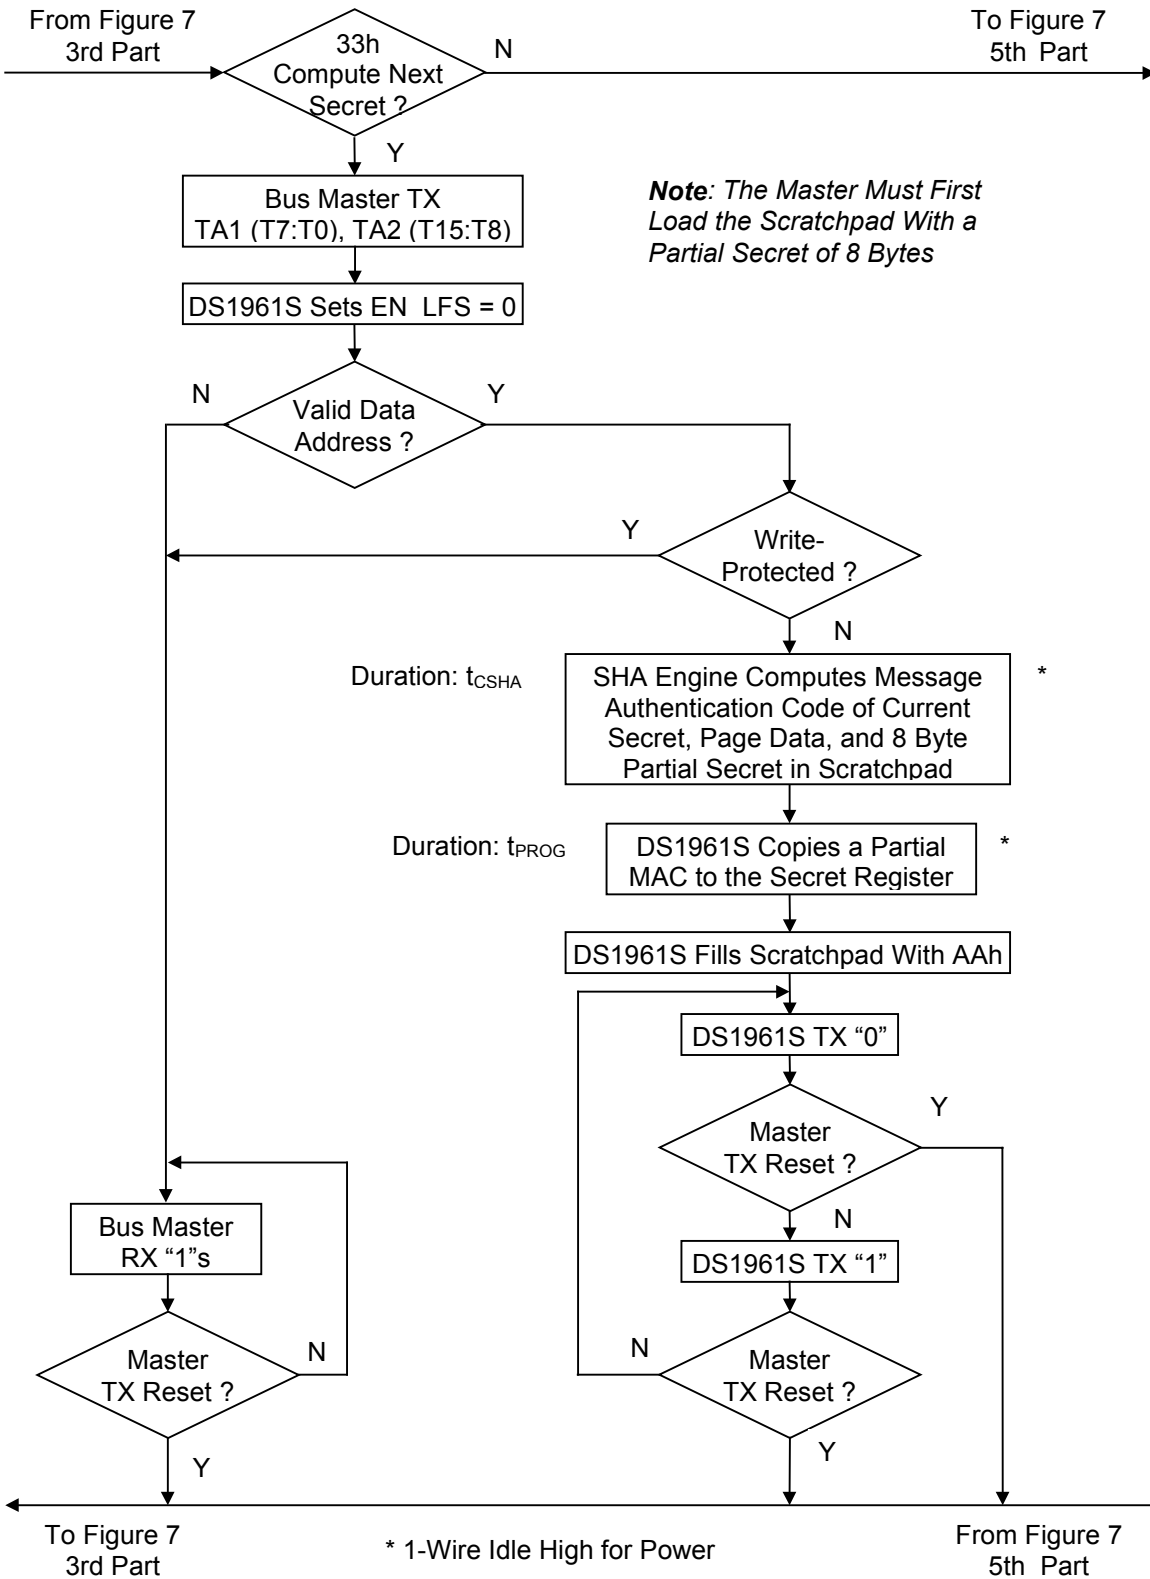 From Figure 7
3rd Part
To Figure 7
5th Part
33h
Compute Next
Secret ?
N
Y
Bus Master TX
TA1 (T7:T0), TA2 (T15:T8)
Note: The Master Must First
Load the Scratchpad With a
Partial Secret of 8 Bytes
DS1961S Sets EN LFS = 0
N
Y
Valid Data
Address ?
Y
Write-
Protected ?
N
Duration: tCSHA
SHA Engine Computes Message
Authentication Code of Current
Secret, Page Data, and 8 Byte
Partial Secret in Scratchpad
*
Duration: tPROG
DS1961S Copies a Partial
MAC to the Secret Register
*
DS1961S Fills Scratchpad With AAh
DS1961S TX “0”
Master
TX Reset ?
Y
N
DS1961S TX “1”
Bus Master
RX “1”s
Master
TX Reset ?
N
Y
N
Master
TX Reset ?
Y
To Figure 7
3rd Part
* 1-Wire Idle High for Power
From Figure 7
5th Part